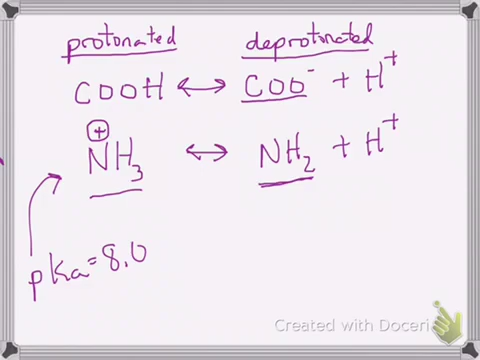 protonated deprotonated
COOH ↔ COO⁻ + H⁺
⊕
NH₃ ↔ NH₂ + H⁺
pKa=8.0
Created with Doceri